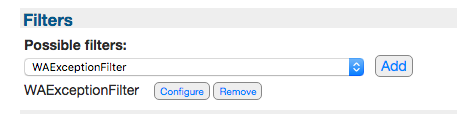 Filters
Possible filters:
WAExceptionFilter Add
WAExceptionFilter Configure Remove